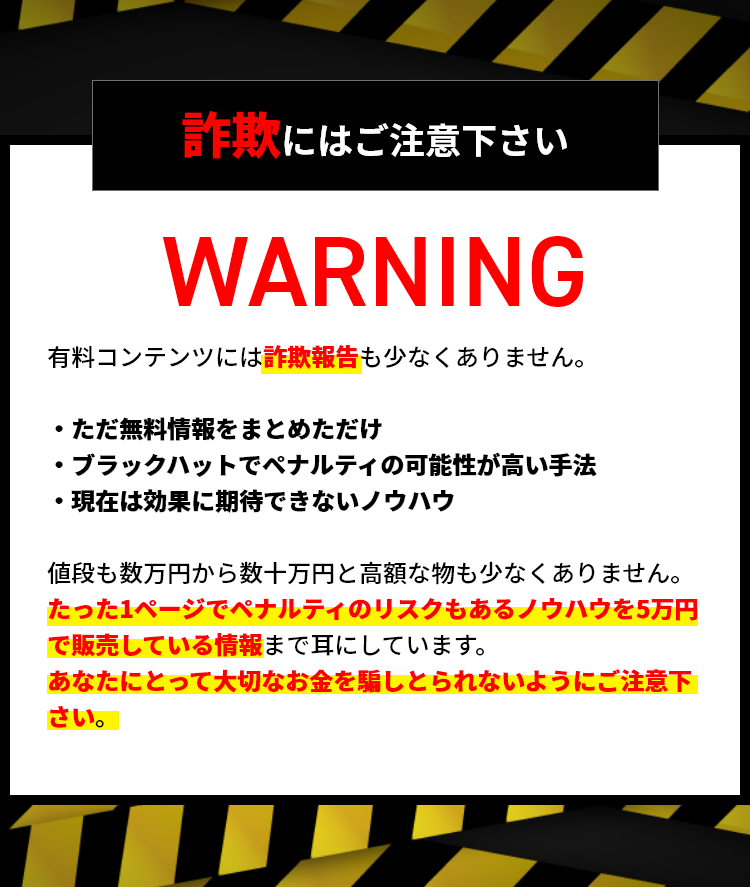 詐欺にはご注意下さい
WARNING
有料コンテンツには詐欺報告も少なくありません。
・ただ無料情報をまとめただけ
・ブラックハットでペナルティの可能性が高い手法
・現在は効果に期待できないノウハウ
値段も数万円から数十万円と高額な物も少なくありません。
たった1ページでペナルティのリスクもあるノウハウを5万円
で販売している情報まで耳にしています。
あなたにとって大切なお金を騙しとられないようにご注意下
さい。